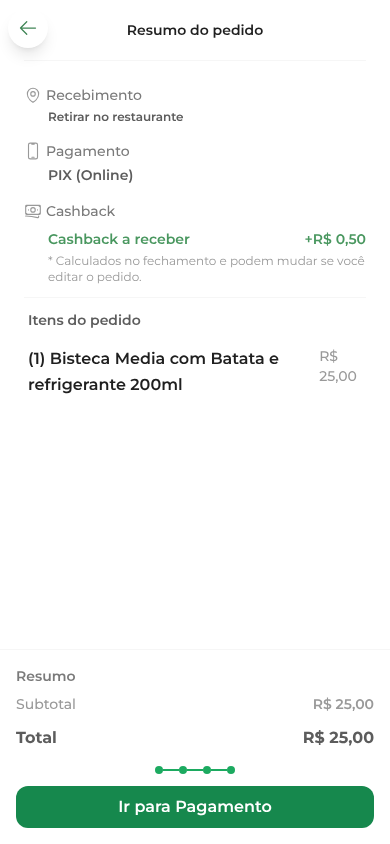 Resumo do pedido
Recebimento
Retirar no restaurante
Pagamento
PIX (Online)
Cashback
Cashback a receber +R$ 0,50
* Calculados no fechamento e podem mudar se você
editar o pedido.
Itens do pedido
(1) Bisteca Media com Batata e
refrigerante 200ml
R$
25,00
Resumo
Subtotal R$ 25,00
Total R$ 25,00
Ir para Pagamento